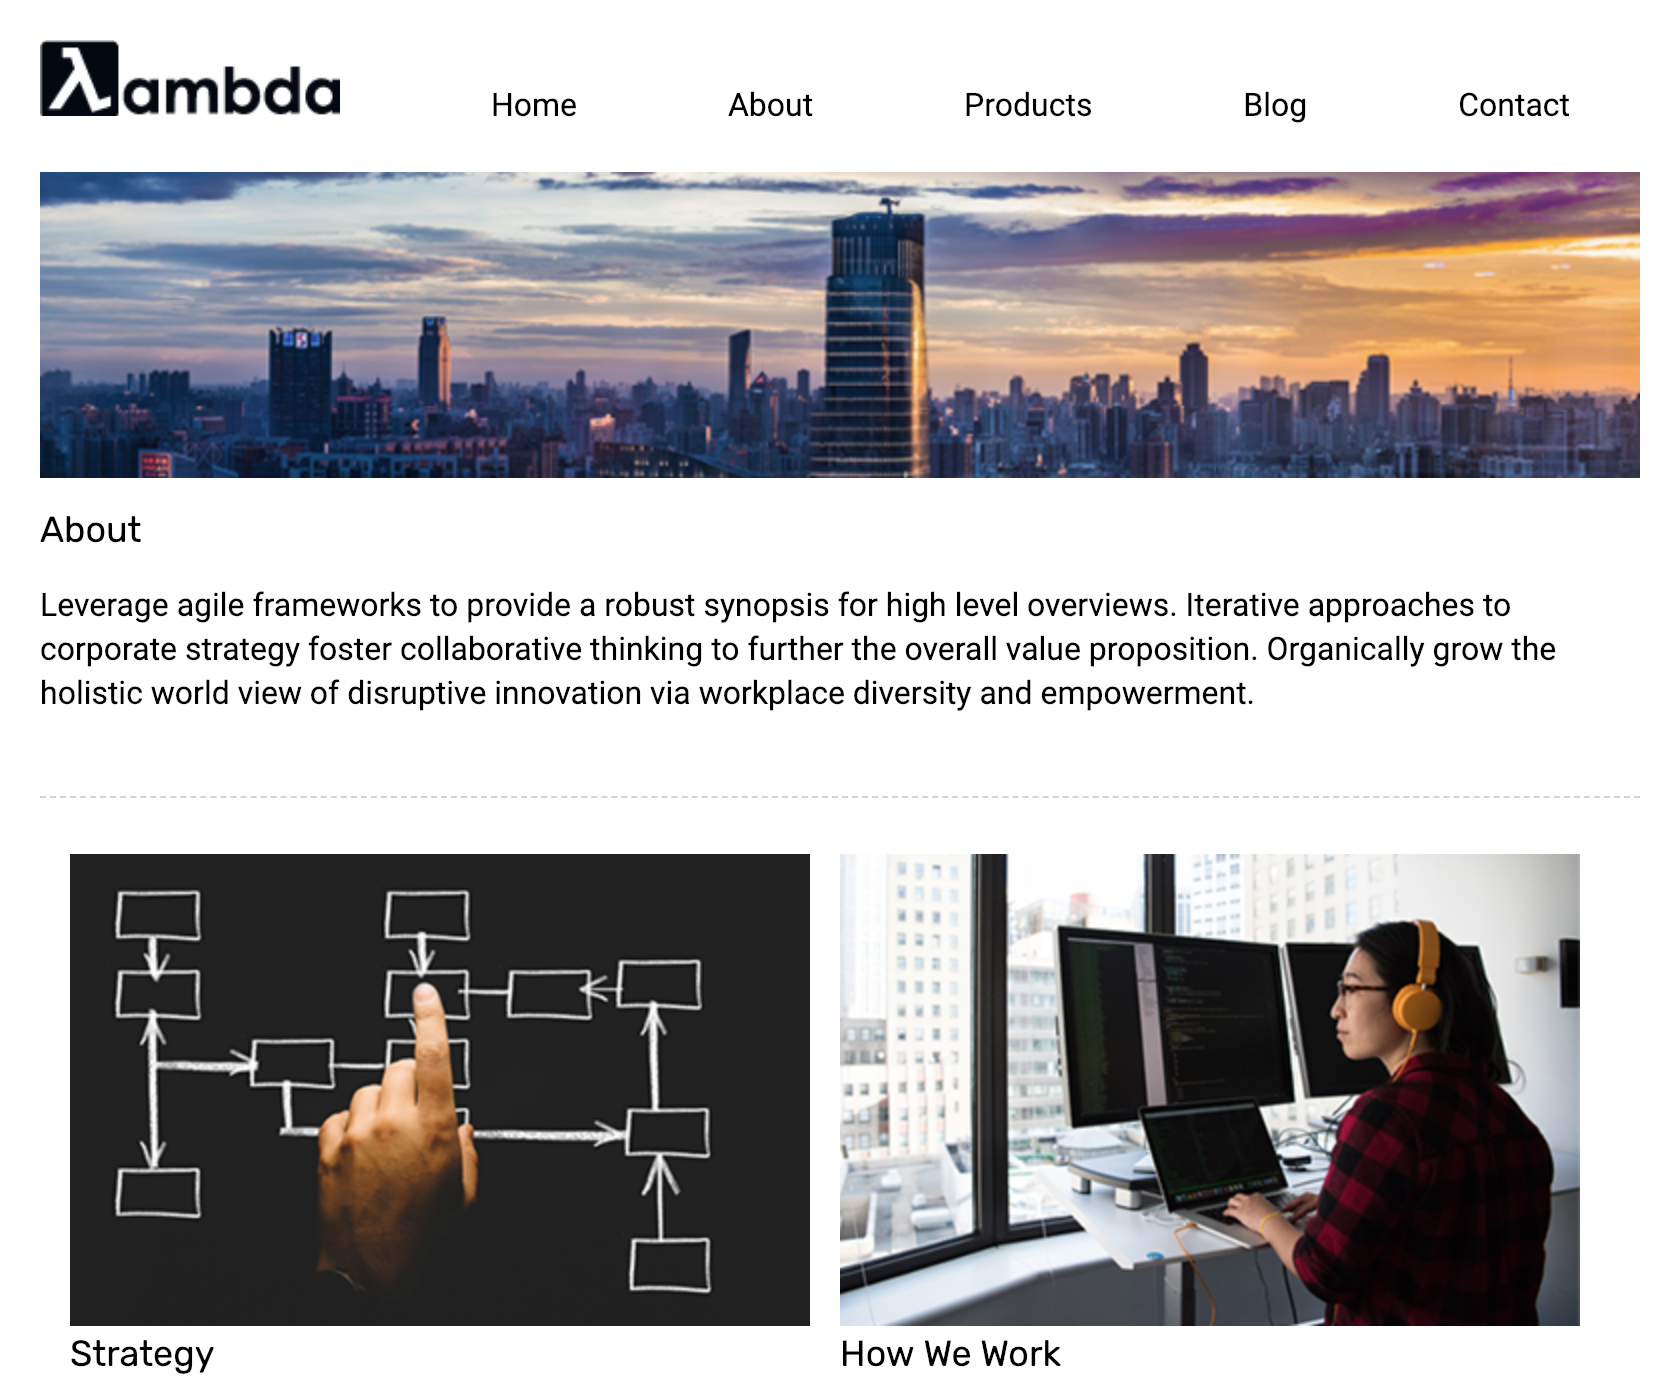 λambda
Home About Products Blog Contact
About
Leverage agile frameworks to provide a robust synopsis for high level overviews. Iterative approaches to
corporate strategy foster collaborative thinking to further the overall value proposition. Organically grow the
holistic world view of disruptive innovation via workplace diversity and empowerment.
Strategy
How We Work